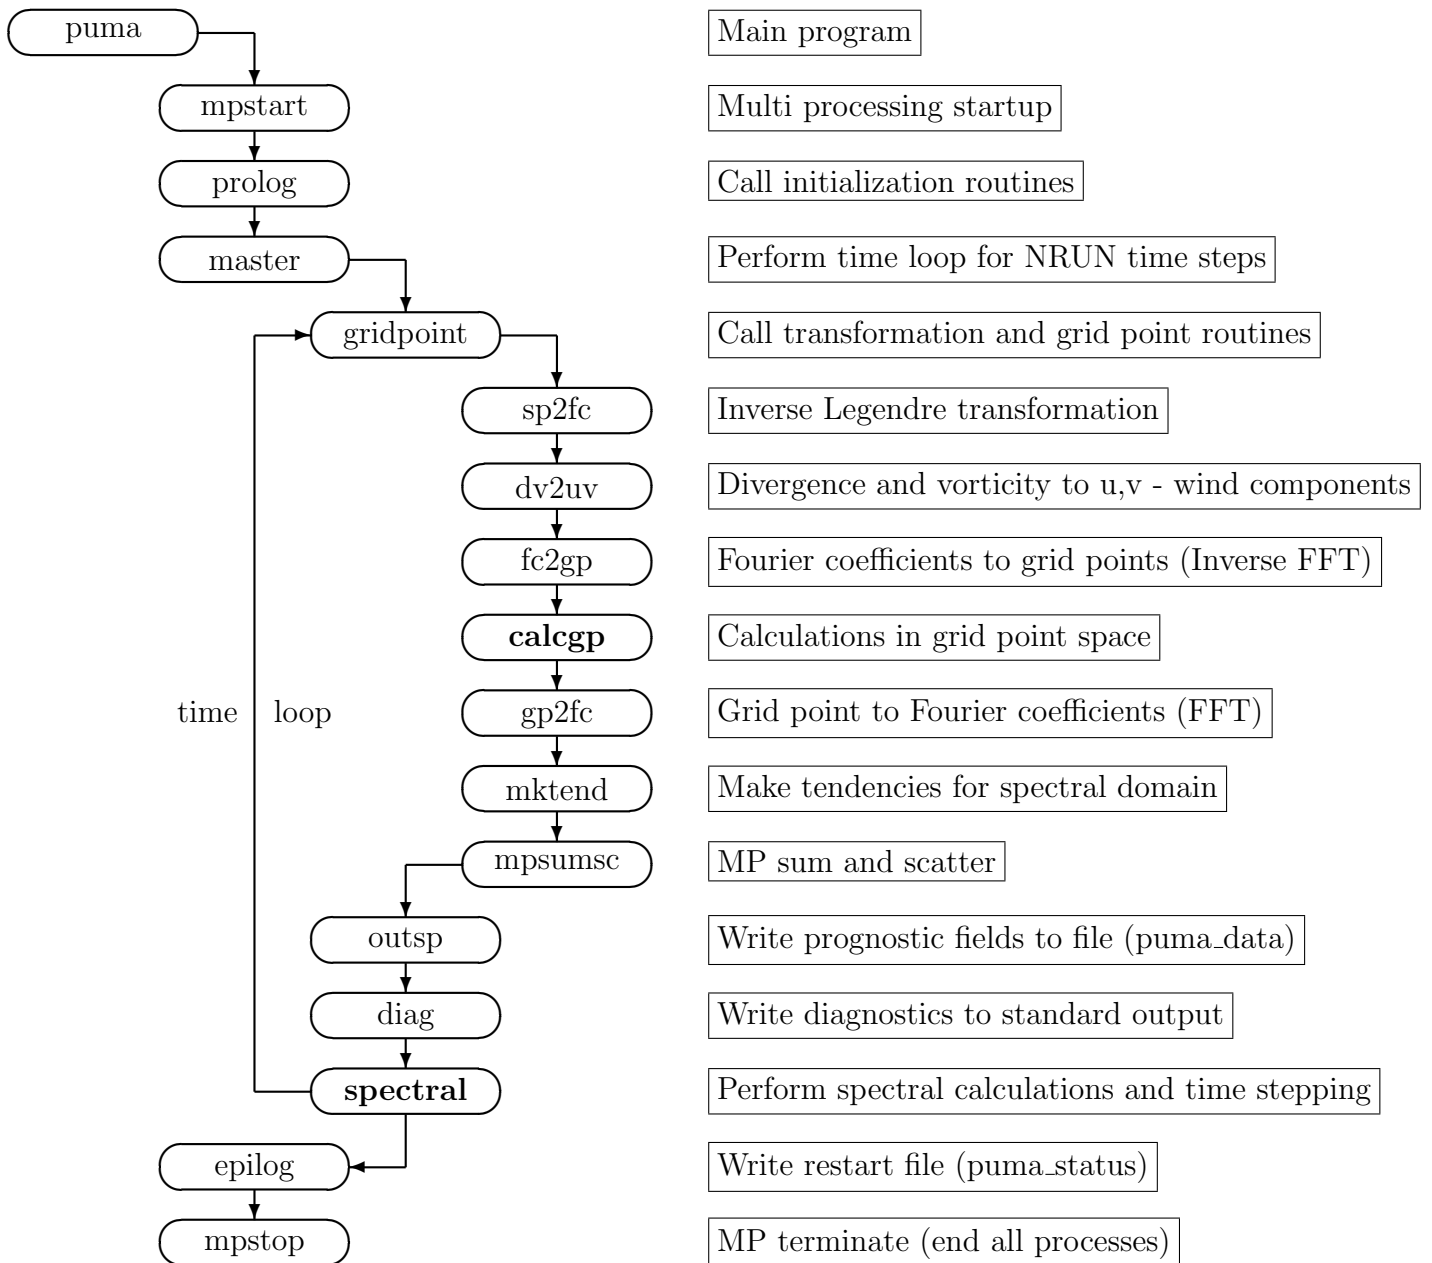 puma Main program
mpstart Multi processing startup
prolog Call initialization routines
master Perform time loop for NRUN time steps
gridpoint Call transformation and grid point routines
sp2fc Inverse Legendre transformation
dv2uv Divergence and vorticity to u,v - wind components
fc2gp Fourier coefficients to grid points (Inverse FFT)
calcgp Calculations in grid point space
time loop gp2fc Grid point to Fourier coefficients (FFT)
mktend Make tendencies for spectral domain
mpsumsc MP sum and scatter
outsp Write prognostic fields to file (puma_data)
diag Write diagnostics to standard output
spectral Perform spectral calculations and time stepping
epilog Write restart file (puma_status)
mpstop MP terminate (end all processes)